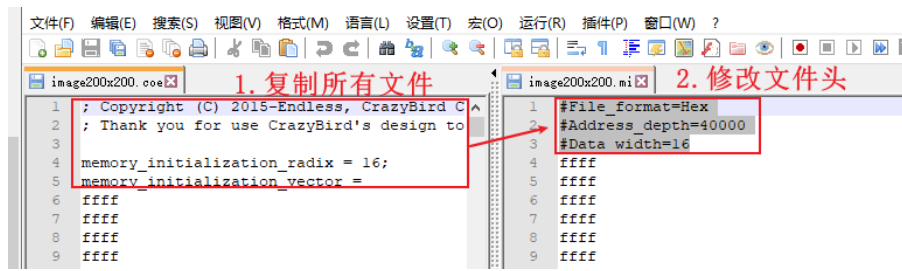 文件(F) 编辑(E) 搜索(S) 视图(V) 格式(M) 语言(L) 设置(T) 宏(O) 运行(R) 插件(P) 窗口(W) ?
image200x200.coe
1.复制所有文件
image200x200.mi
2.修改文件头
1 ; Copyright (C) 2015-Endless, CrazyBird C
2 ; Thank you for use CrazyBird's design to
3
4 memory_initialization_radix = 16;
5 memory_initialization_vector =
6 ffff
7 ffff
8 ffff
9 ffff
1 #File_format=Hex
2 #Address_depth=40000
3 #Data_width=16
4 ffff
5 ffff
6 ffff
7 ffff
8 ffff
9 ffff